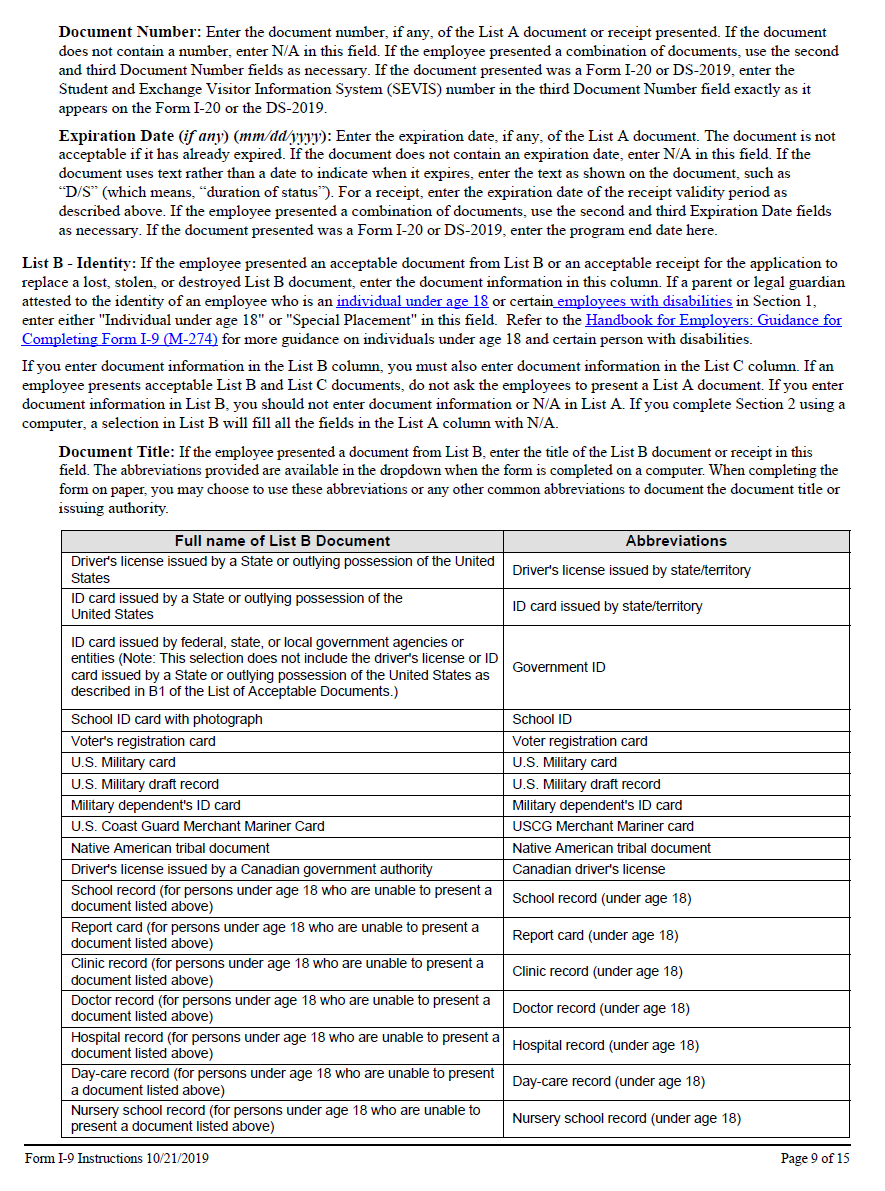 Document Number: Enter the document number, if any, of the List A document or receipt presented. If the document
does not contain a number, enter N/A in this field. If the employee presented a combination of documents, use the second
and third Document Number fields as necessary. If the document presented was a Form I-20 or DS-2019, enter the
Student and Exchange Visitor Information System (SEVIS) number in the third Document Number field exactly as it
appears on the Form I-20 or the DS-2019.
Expiration Date (if any) (mm/dd/yyyy): Enter the expiration date, if any, of the List A document. The document is not
acceptable if it has already expired. If the document does not contain an expiration date, enter N/A in this field. If the
document uses text rather than a date to indicate when it expires, enter the text as shown on the document, such as
“D/S” (which means, “duration of status”). For a receipt, enter the expiration date of the receipt validity period as
described above. If the employee presented a combination of documents, use the second and third Expiration Date fields
as necessary. If the document presented was a Form I-20 or DS-2019, enter the program end date here.
List B - Identity: If the employee presented an acceptable document from List B or an acceptable receipt for the application to
replace a lost, stolen, or destroyed List B document, enter the document information in this column. If a parent or legal guardian
attested to the identity of an employee who is an individual under age 18 or certain employees with disabilities in Section 1,
enter either "Individual under age 18" or "Special Placement" in this field. Refer to the Handbook for Employers: Guidance for
Completing Form I-9 (M-274) for more guidance on individuals under age 18 and certain person with disabilities.
If you enter document information in the List B column, you must also enter document information in the List C column. If an
employee presents acceptable List B and List C documents, do not ask the employees to present a List A document. If you enter
document information in List B, you should not enter document information or N/A in List A. If you complete Section 2 using a
computer, a selection in List B will fill all the fields in the List A column with N/A.
Document Title: If the employee presented a document from List B, enter the title of the List B document or receipt in this
field. The abbreviations provided are available in the dropdown when the form is completed on a computer. When completing the
form on paper, you may choose to use these abbreviations or any other common abbreviations to document the document title or
issuing authority.
Full name of List B Document Abbreviations
Driver's license issued by a State or outlying possession of the United
States
Driver's license issued by state/territory
ID card issued by a State or outlying possession of the
United States
ID card issued by state/territory
ID card issued by federal, state, or local government agencies or
entities (Note: This selection does not include the driver's license or ID
card issued by a State or outlying possession of the United States as
described in B1 of the List of Acceptable Documents.)
Government ID
School ID card with photograph School ID
Voter's registration card Voter registration card
U.S. Military card U.S. Military card
U.S. Military draft record U.S. Military draft record
Military dependent's ID card Military dependent's ID card
U.S. Coast Guard Merchant Mariner Card USCG Merchant Mariner card
Native American tribal document Native American tribal document
Driver's license issued by a Canadian government authority Canadian driver's license
School record (for persons under age 18 who are unable to present a
document listed above)
School record (under age 18)
Report card (for persons under age 18 who are unable to present a
document listed above)
Report card (under age 18)
Clinic record (for persons under age 18 who are unable to present a
document listed above)
Clinic record (under age 18)
Doctor record (for persons under age 18 who are unable to present a
document listed above)
Doctor record (under age 18)
Hospital record (for persons under age 18 who are unable to present a
document listed above)
Hospital record (under age 18)
Day-care record (for persons under age 18 who are unable to present
a document listed above)
Day-care record (under age 18)
Nursery school record (for persons under age 18 who are unable to
present a document listed above)
Nursery school record (under age 18)
Form I-9 Instructions 10/21/2019 Page 9 of 15